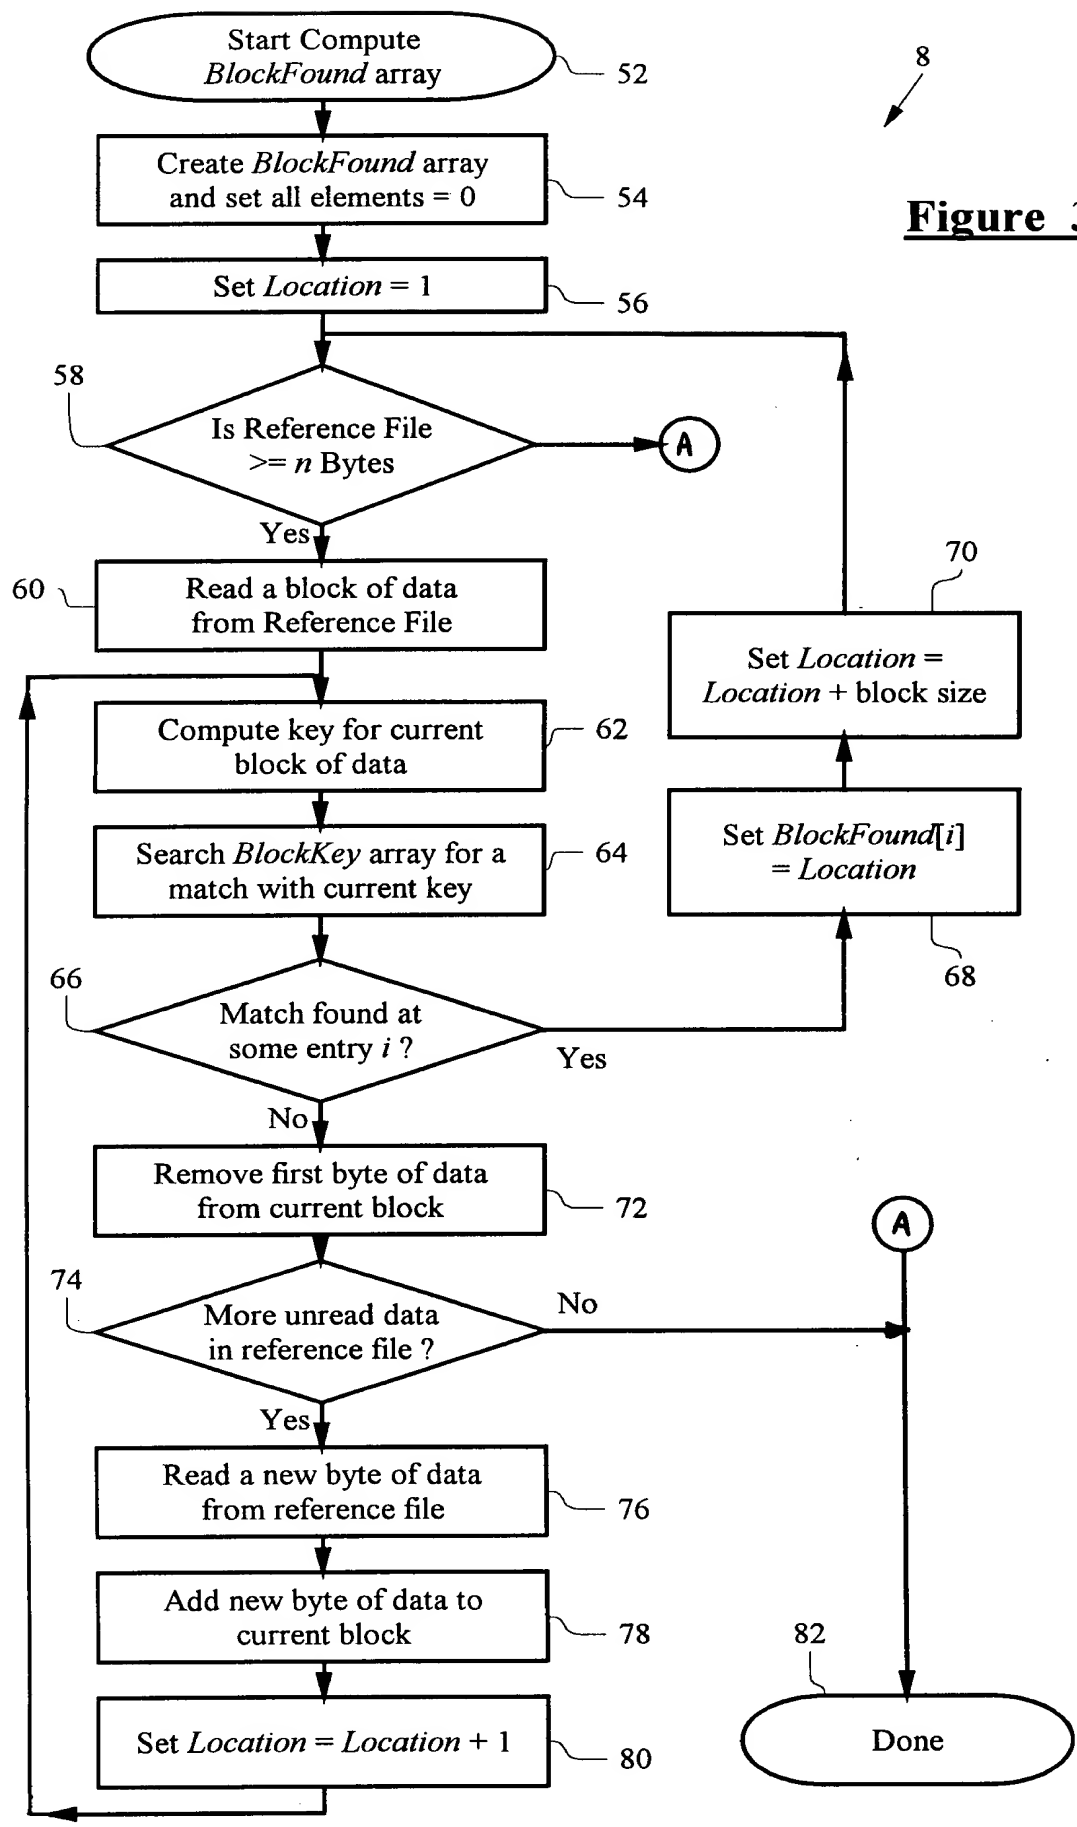 Start Compute
BlockFound array
52
8
Create BlockFound array
and set all elements = 0
54
Figure 3
Set Location = 1
56
58
Is Reference File
>= n Bytes
A
Yes
60
Read a block of data
from Reference File
70
Set Location =
Location + block size
Compute key for current
block of data
62
Search BlockKey array for a
match with current key
64
Set BlockFound[i]
= Location
68
66
Match found at
some entry i ?
Yes
No
Remove first byte of data
from current block
72
A
74
More unread data
in reference file ?
No
Yes
Read a new byte of data
from reference file
76
Add new byte of data to
current block
78
82
Set Location = Location + 1
80
Done